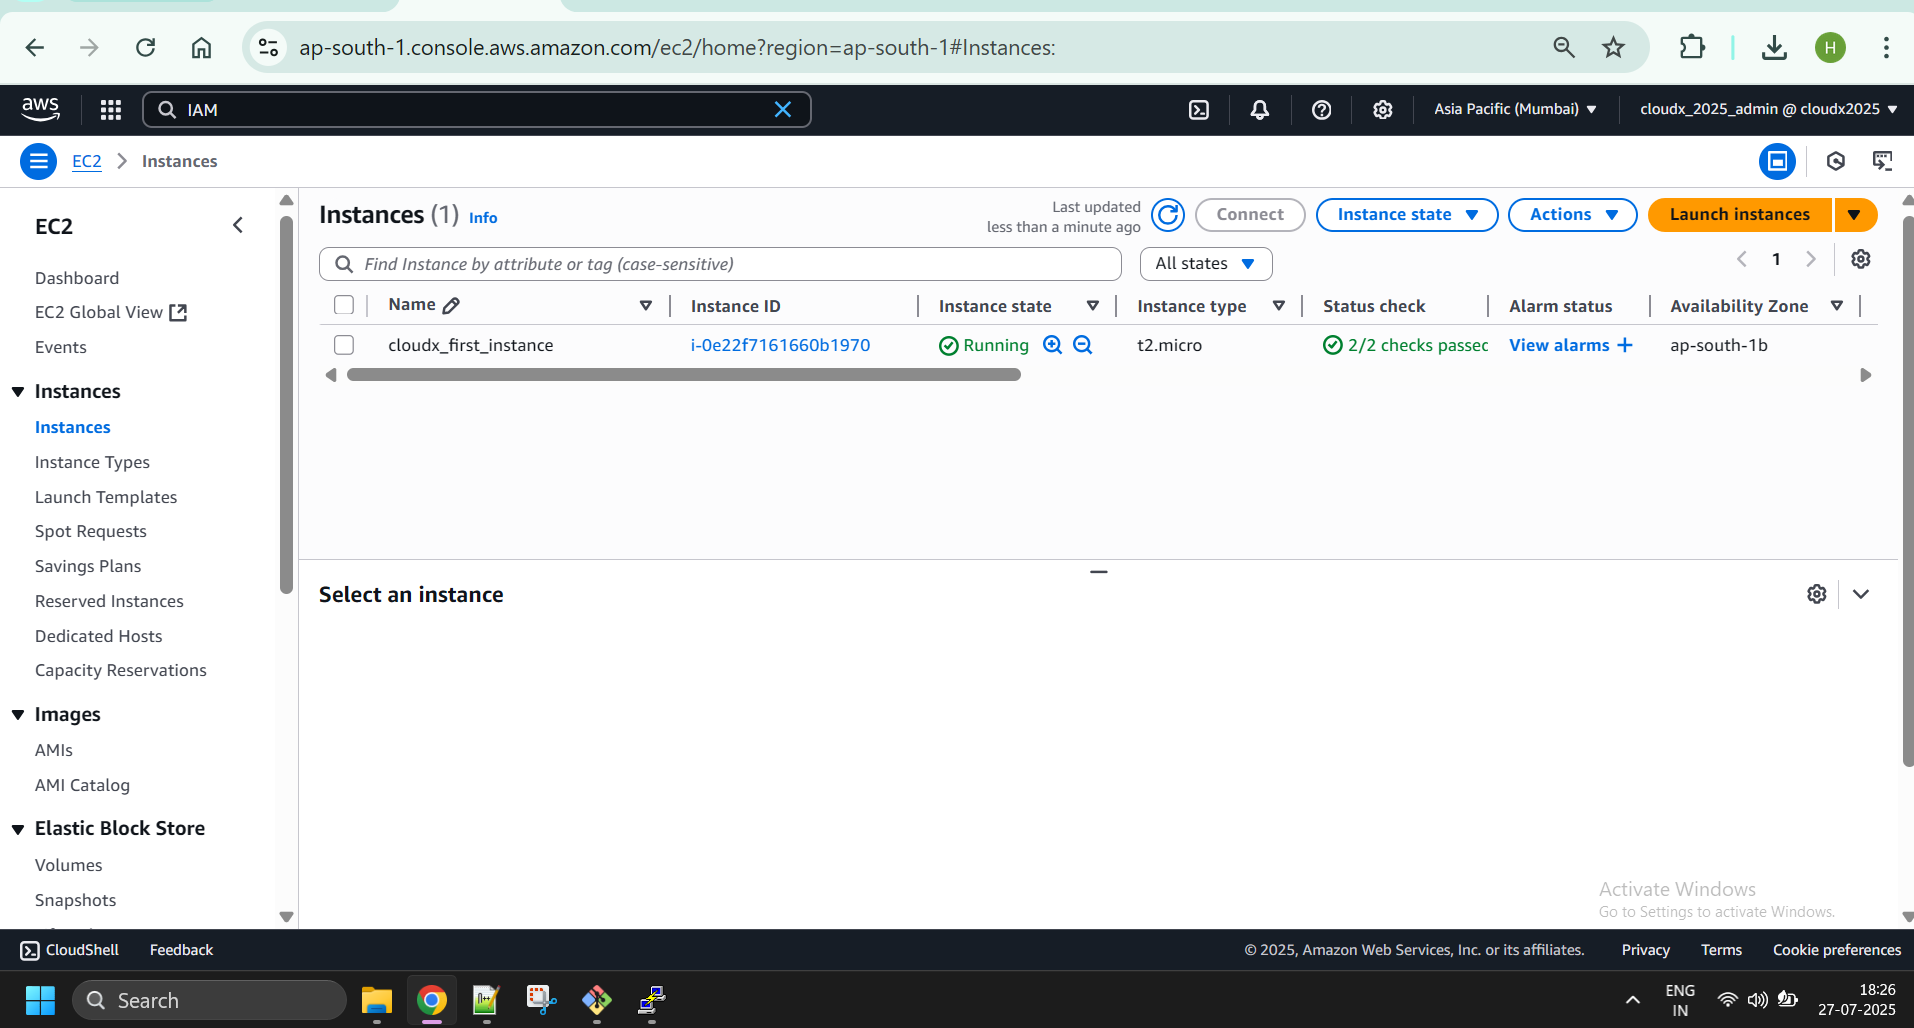 ap-south-1.console.aws.amazon.com/ec2/home?region=ap-south-1#Instances:
H
aws
IAM
Asia Pacific (Mumbai)
cloudx_2025_admin @ cloudx2025
EC2
Instances
EC2
Dashboard
EC2 Global View
Events
Instances
Instances
Instance Types
Launch Templates
Spot Requests
Savings Plans
Reserved Instances
Dedicated Hosts
Capacity Reservations
Images
AMIs
AMI Catalog
Elastic Block Store
Volumes
Snapshots
Instances (1) Info
Last updated
less than a minute ago
Connect
Instance state
Actions
Launch instances
Find Instance by attribute or tag (case-sensitive)
All states
1
Name Instance ID Instance state Instance type Status check Alarm status Availability Zone
cloudx_first_instance i-0e22f7161660b1970 Running t2.micro 2/2 checks passed View alarms + ap-south-1b
Select an instance
Activate Windows
Go to Settings to activate Windows.
CloudShell Feedback © 2025, Amazon Web Services, Inc. or its affiliates. Privacy Terms Cookie preferences
Search
ENG
IN
18:26
27-07-2025